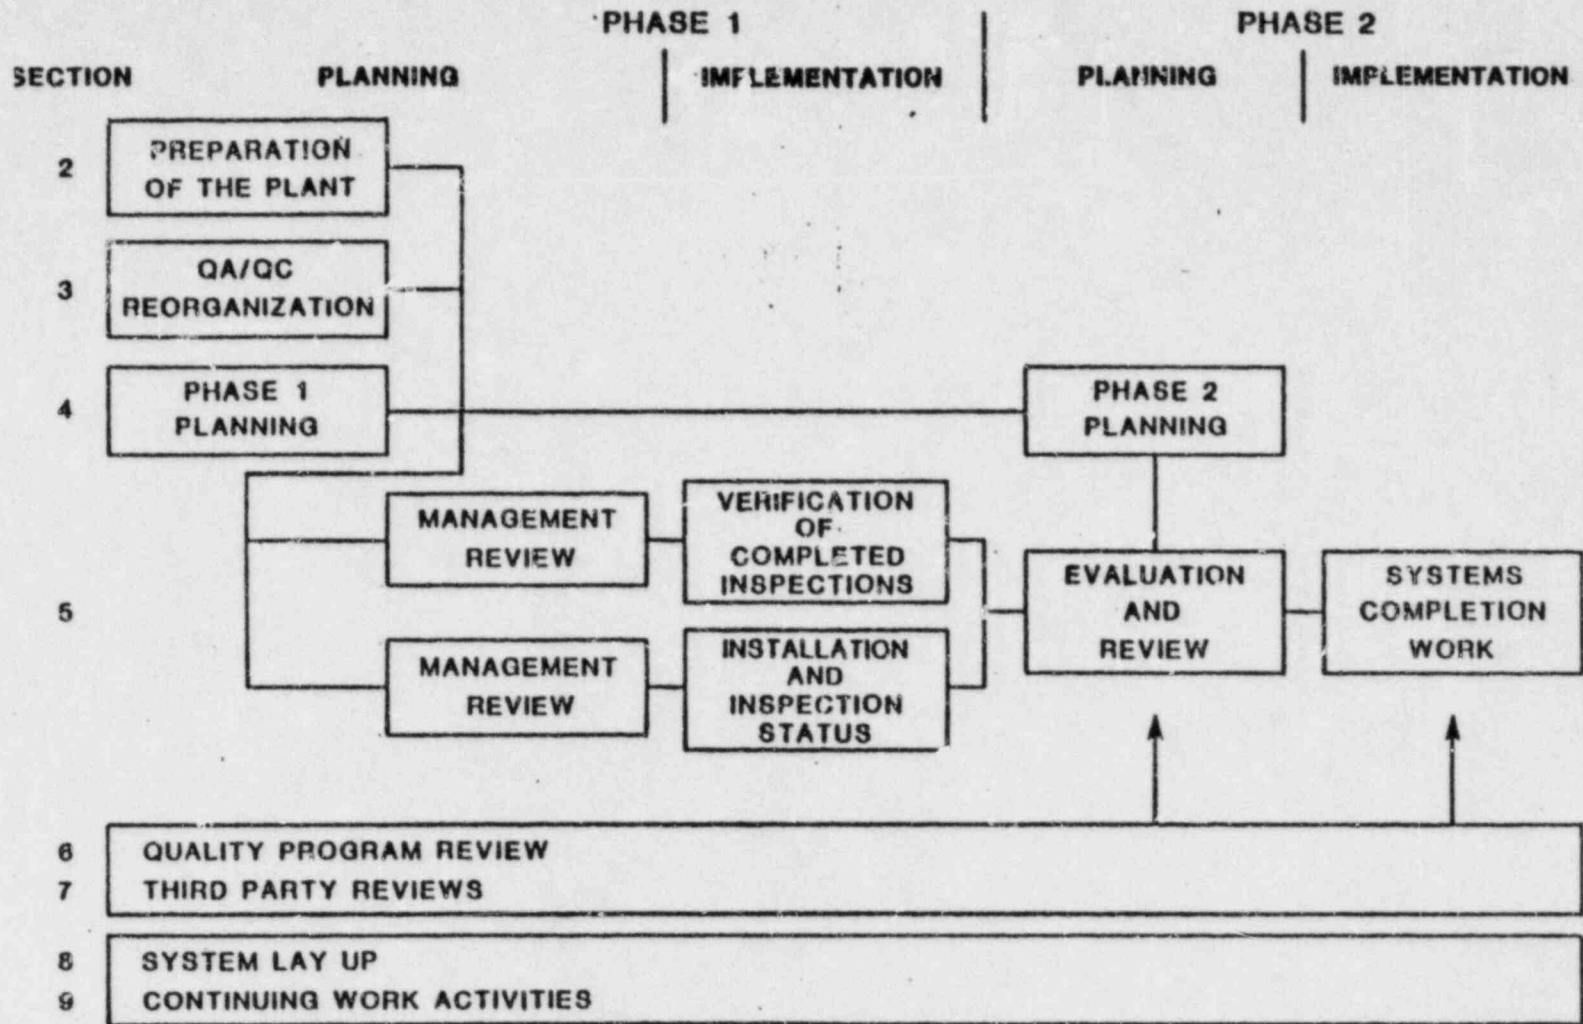 PHASE 1 PHASE 2
SECTION PLANNING IMPLEMENTATION PLANNING IMPLEMENTATION
2 PREPARATION
OF THE PLANT
3 QA/QC
REORGANIZATION
4 PHASE 1
PLANNING
PHASE 2
PLANNING
5
MANAGEMENT
REVIEW
VERIFICATION
OF
COMPLETED
INSPECTIONS
MANAGEMENT
REVIEW
INSTALLATION
AND
INSPECTION
STATUS
EVALUATION
AND
REVIEW
SYSTEMS
COMPLETION
WORK
6 QUALITY PROGRAM REVIEW
7 THIRD PARTY REVIEWS
8 SYSTEM LAY UP
9 CONTINUING WORK ACTIVITIES